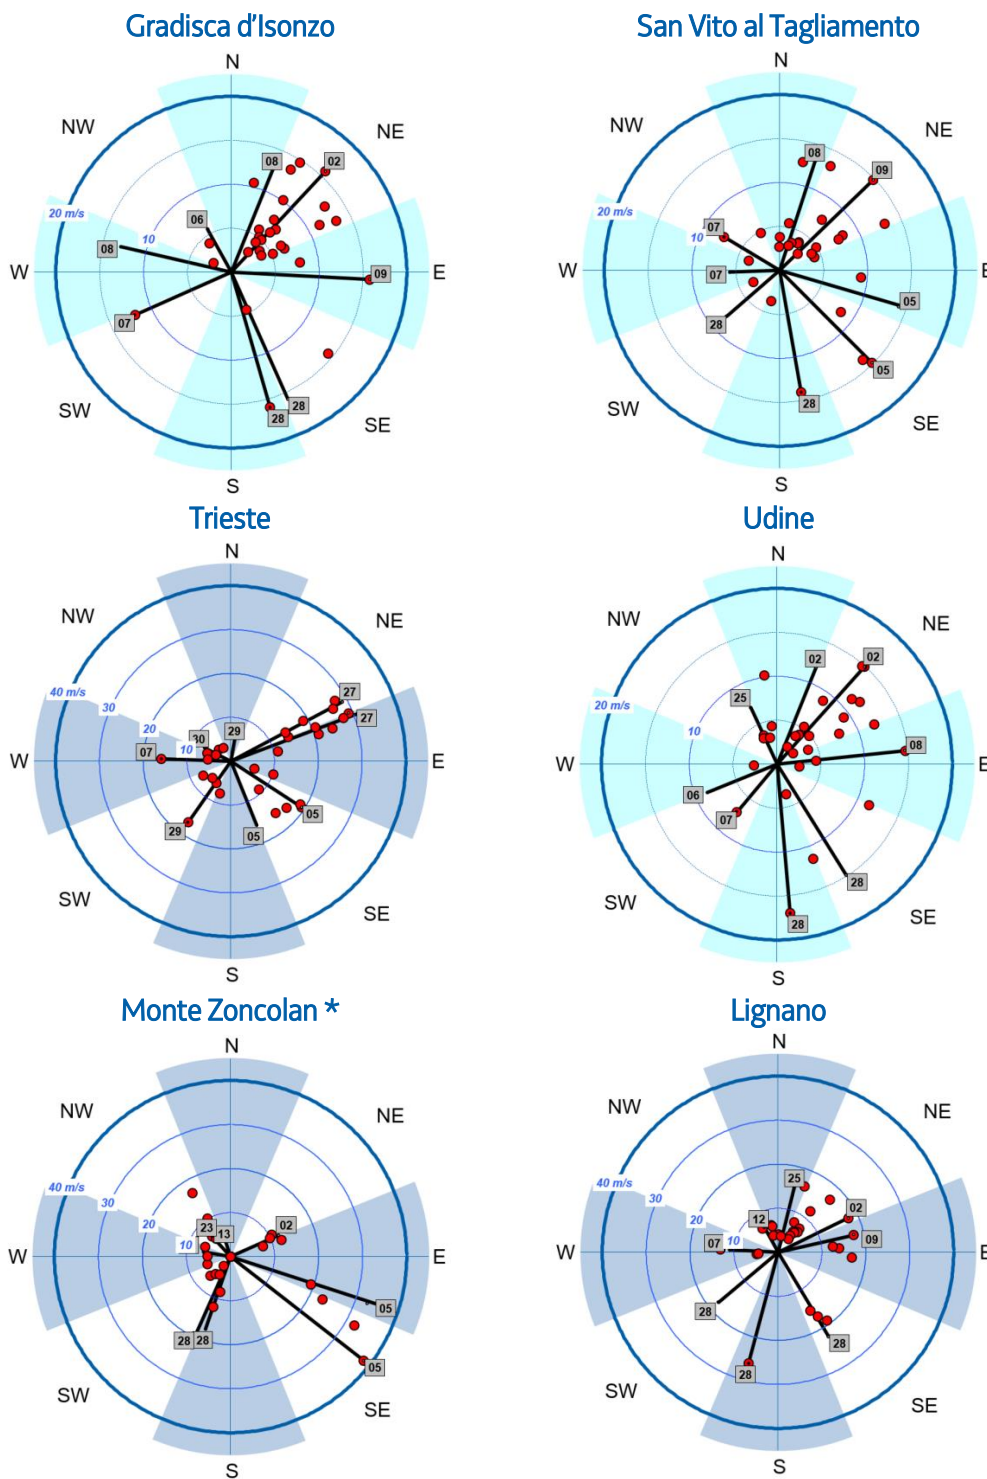 Gradisca d'Isonzo
N
NW
NE
08
02
06
20 m/s
10
08
W
E
09
07
SW
SE
28
28
S
San Vito al Tagliamento
N
NW
NE
08
09
07
20 m/s
10
W
E
07
05
28
05
28
SW
SE
S
Trieste
N
NW
NE
40 m/s
30
20
10
27
27
29
30
07
W
E
29
05
05
SW
SE
S
Udine
N
NW
NE
02
02
25
20 m/s
10
08
W
E
06
07
28
28
SW
SE
S
Monte Zoncolan *
N
NW
NE
40 m/s
30
20
10
23
13
02
W
E
05
28
28
05
SW
SE
S
Lignano
N
NW
NE
25
40 m/s
30
20
10
12
02
07
09
W
E
28
28
28
SW
SE
S